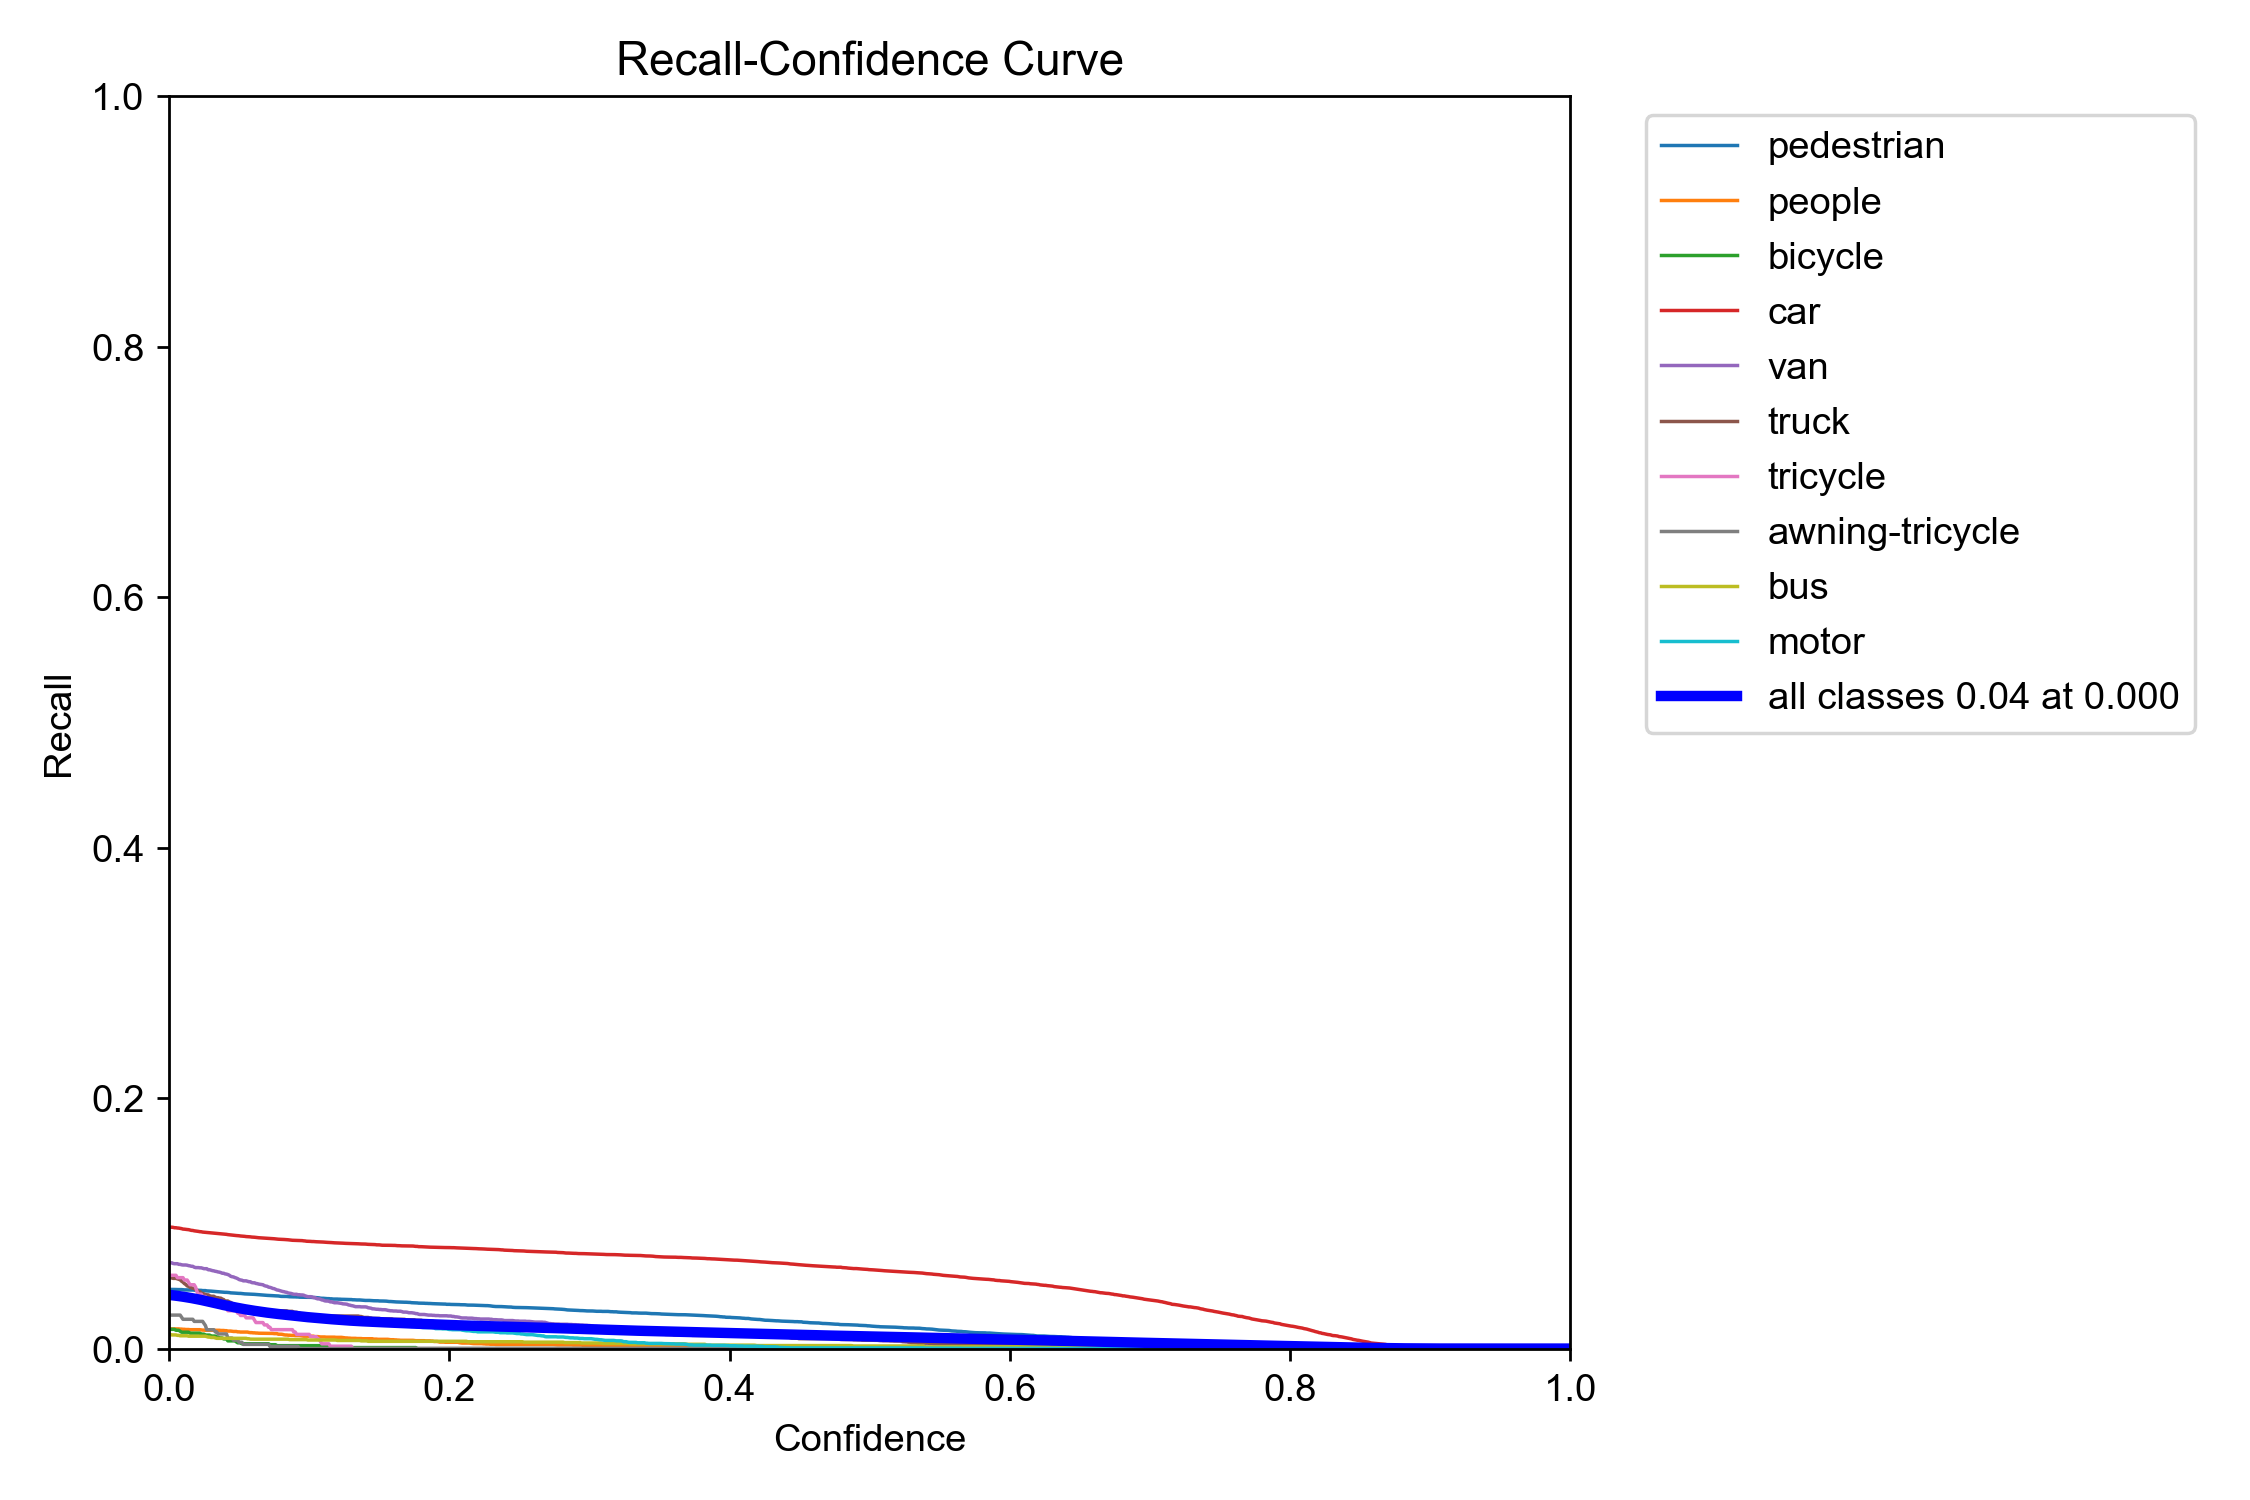 Recall-Confidence Curve
1.0
0.8
0.6
0.4
0.2
0.0
Recall
0.0 0.2 0.4 0.6 0.8 1.0
Confidence
pedestrian
people
bicycle
car
van
truck
tricycle
awning-tricycle
bus
motor
all classes 0.04 at 0.000